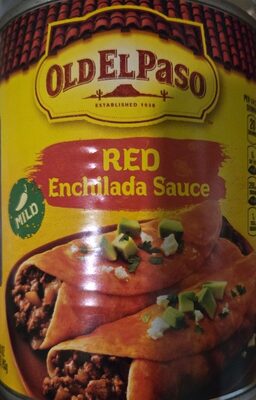 OLD EL PASO
ESTABLISHED 1938
RED
Enchilada Sauce
MILD